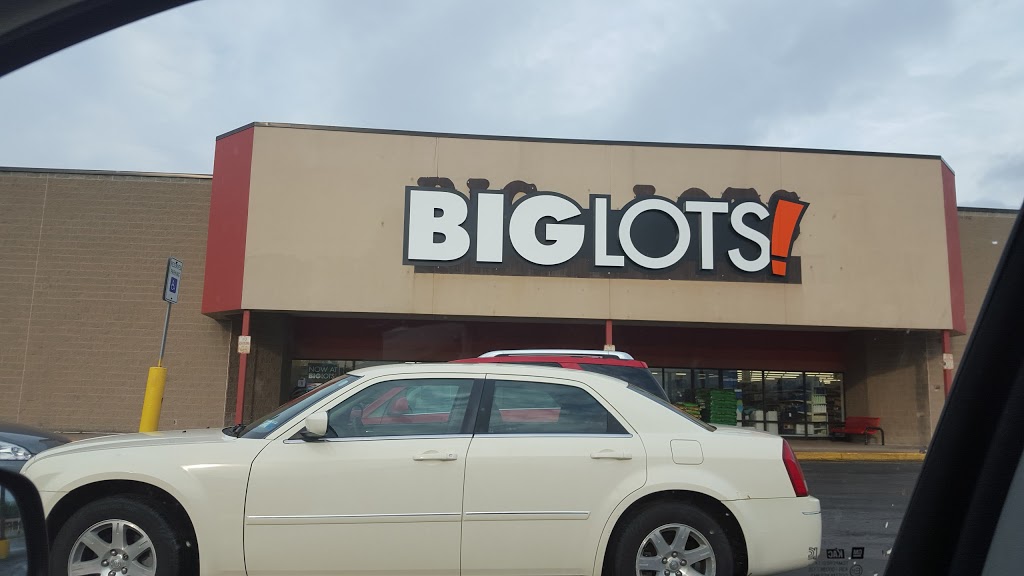 BIG LOTS!
NOW AT
BIGLOTS